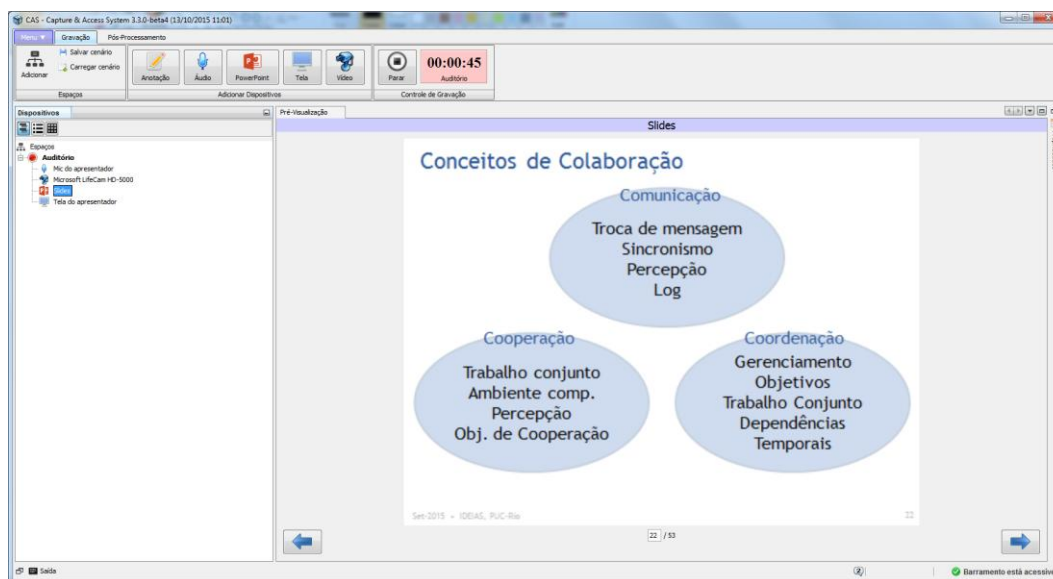 CAS - Capture & Access System 3.3.0-beta4 (13/10/2015 11:01)
Menu
Gravação
Pós-Processamento
Adicionar
Salvar cenário
Carregar cenário
Espaços
Anotação
Áudio
PowerPoint
Tela
Vídeo
Adicionar Dispositivos
Parar
00:00:45
Auditório
Controle de Gravação
Dispositivos
Espaços
Auditório
Mic do apresentador
Microsoft LifeCam HD-5000
Slides
Tela do apresentador
Pré-Visualização
Slides
Conceitos de Colaboração
Comunicação
Troca de mensagem
Sincronismo
Percepção
Log
Cooperação
Trabalho conjunto
Ambiente comp.
Percepção
Obj. de Cooperação
Coordenação
Gerenciamento
Objetivos
Trabalho Conjunto
Dependências
Temporais
Set-2015 - IDEIAS, PUC-Rio
22
22 / 53
Saída
Barramento está acessível